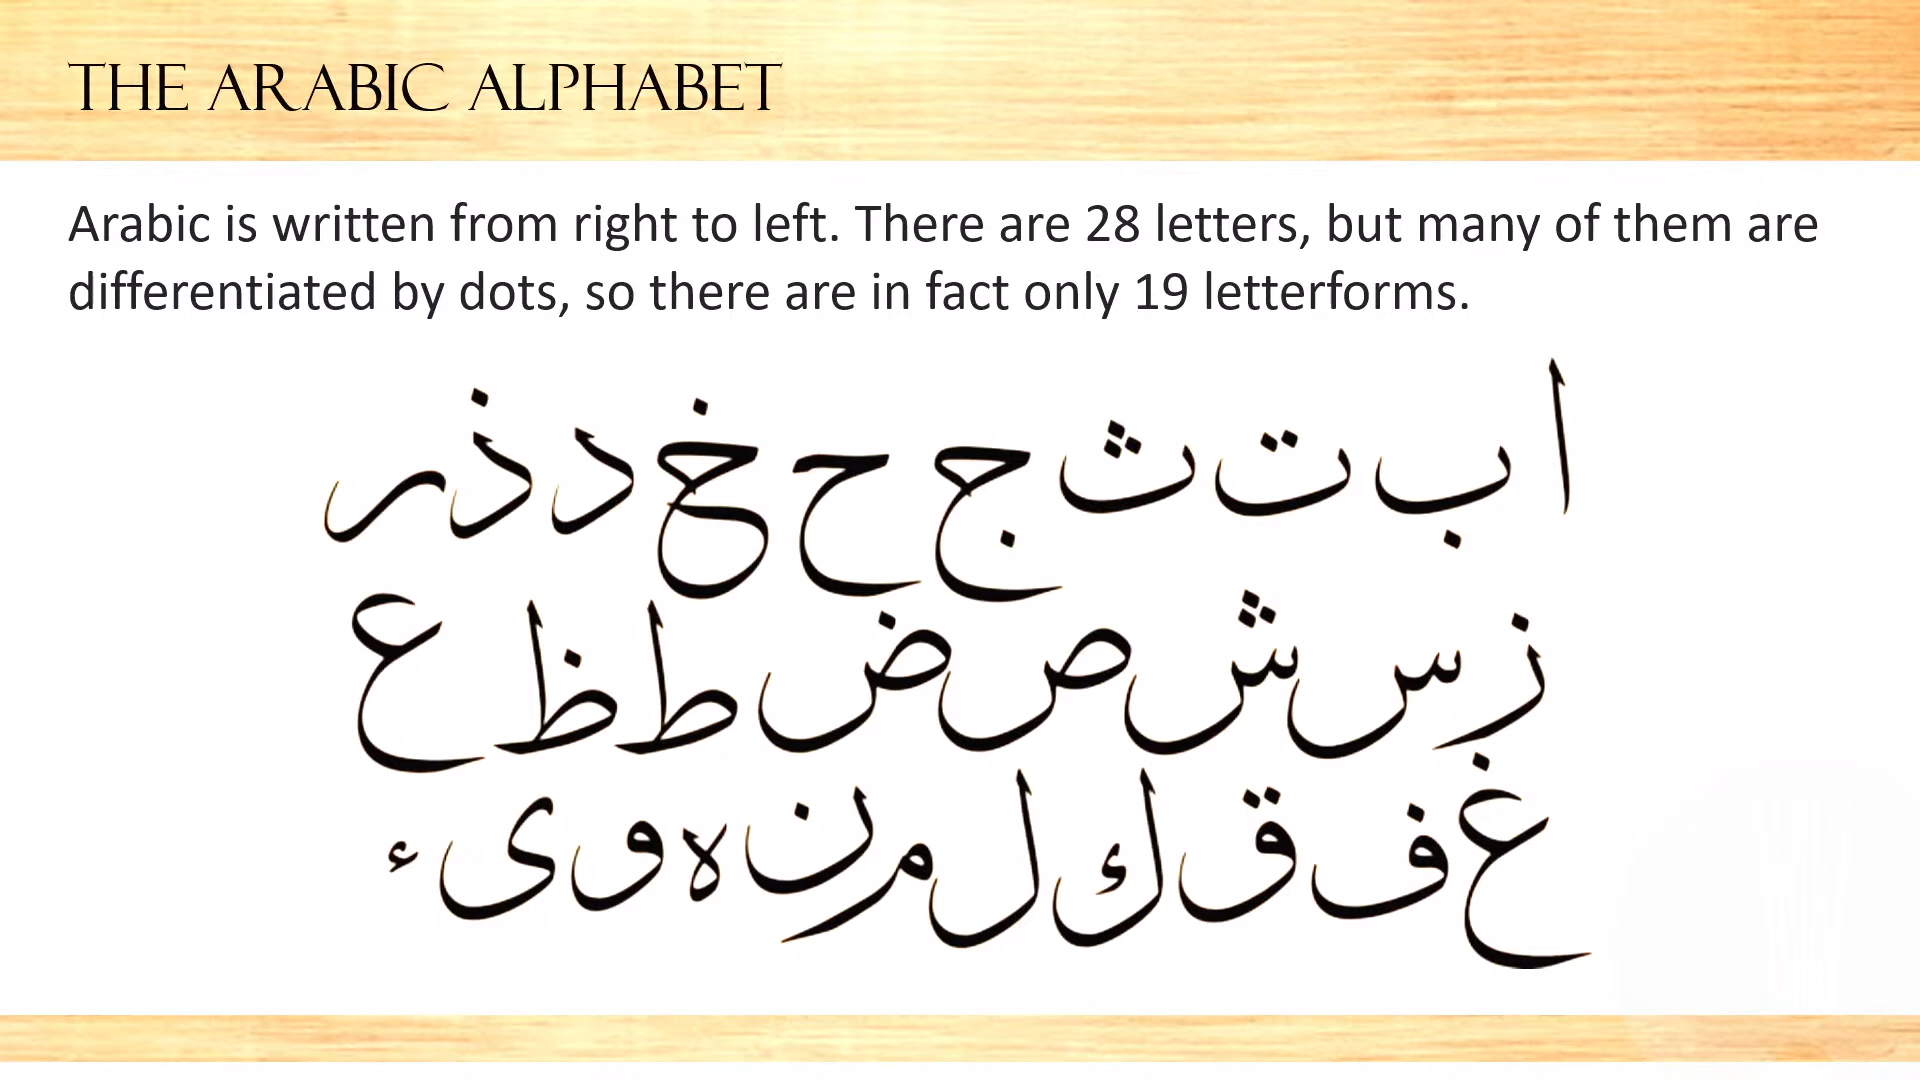 THE ARABIC ALPHABET
Arabic is written from right to left. There are 28 letters, but many of them are
differentiated by dots, so there are in fact only 19 letterforms.
ا ب ت ث ج ح خ د ذ ر
ز س ش ص ض ط ظ ع
غ ف ق ك ل م ن ه و ى ء